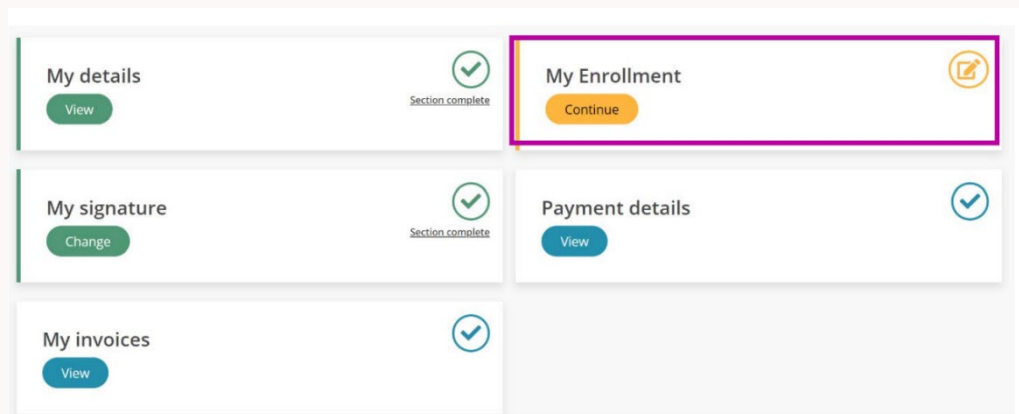 My details
View
Section complete
My Enrollment
Continue
My signature
Change
Section complete
Payment details
View
My invoices
View